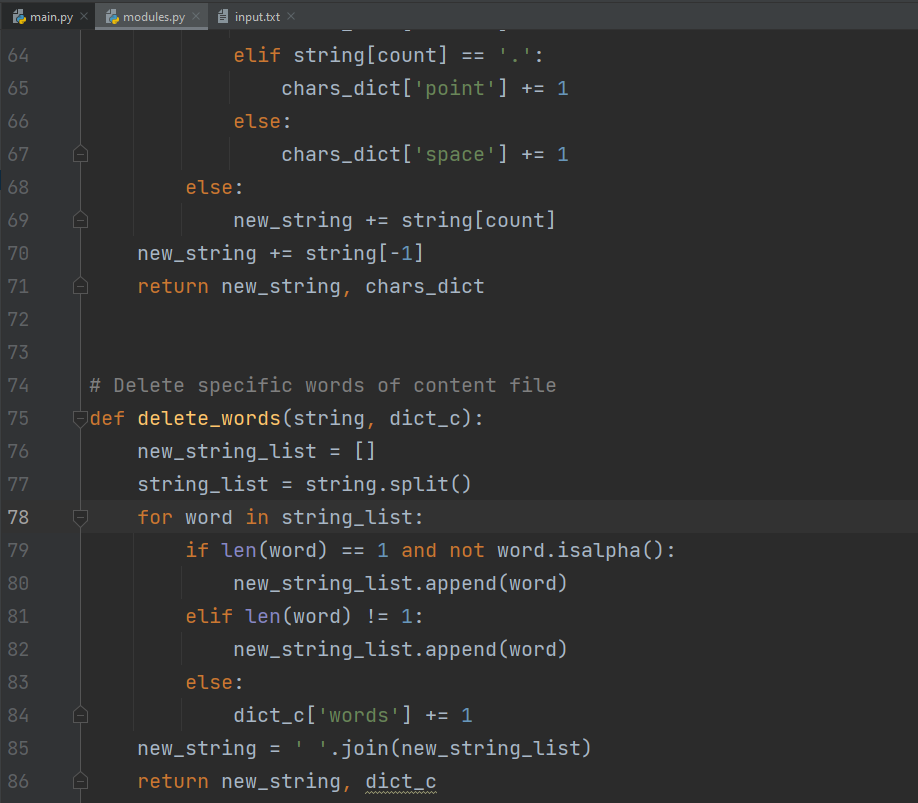 main.py modules.py input.txt
64 elif string[count] == '.':
65 chars_dict['point'] += 1
66 else:
67 chars_dict['space'] += 1
68 else:
69 new_string += string[count]
70 new_string += string[-1]
71 return new_string, chars_dict
72
73
74 # Delete specific words of content file
75 def delete_words(string, dict_c):
76 new_string_list = []
77 string_list = string.split()
78 for word in string_list:
79 if len(word) == 1 and not word.isalpha():
80 new_string_list.append(word)
81 elif len(word) != 1:
82 new_string_list.append(word)
83 else:
84 dict_c['words'] += 1
85 new_string = ' '.join(new_string_list)
86 return new_string, dict_c